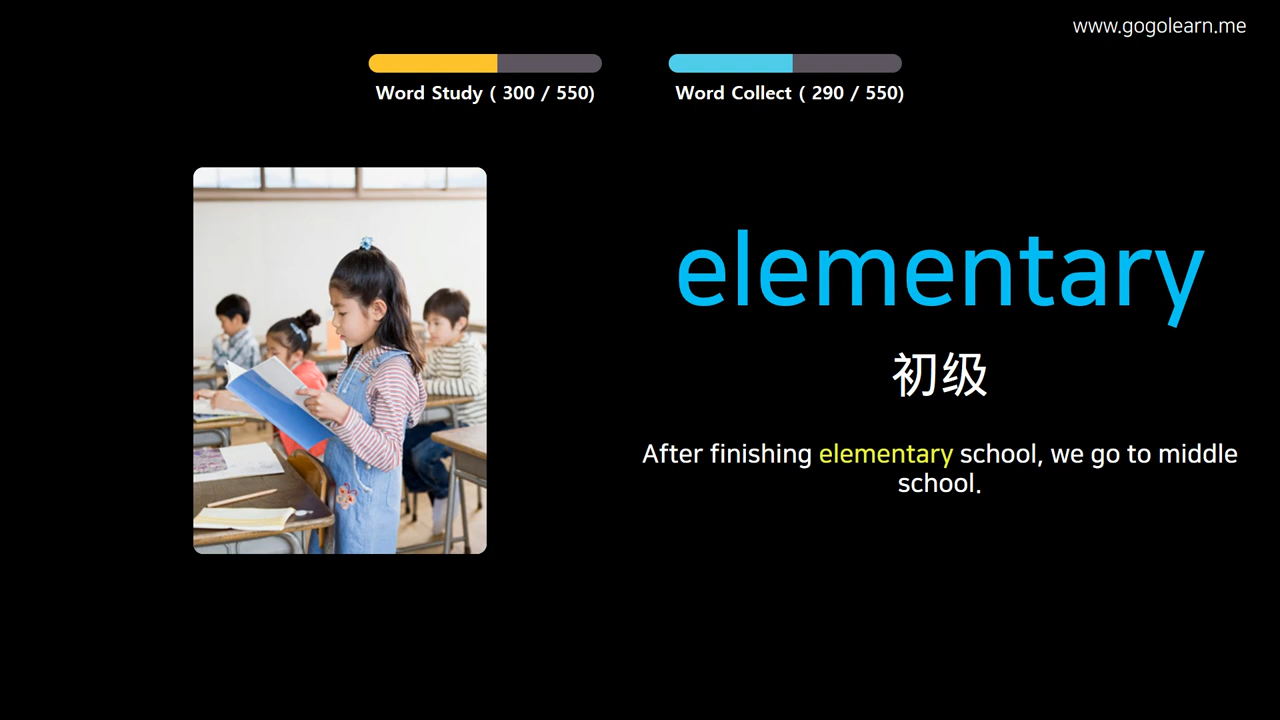 www.gogolearn.me
Word Study ( 300 / 550)
Word Collect ( 290 / 550)
elementary
初级
After finishing elementary school, we go to middle
school.